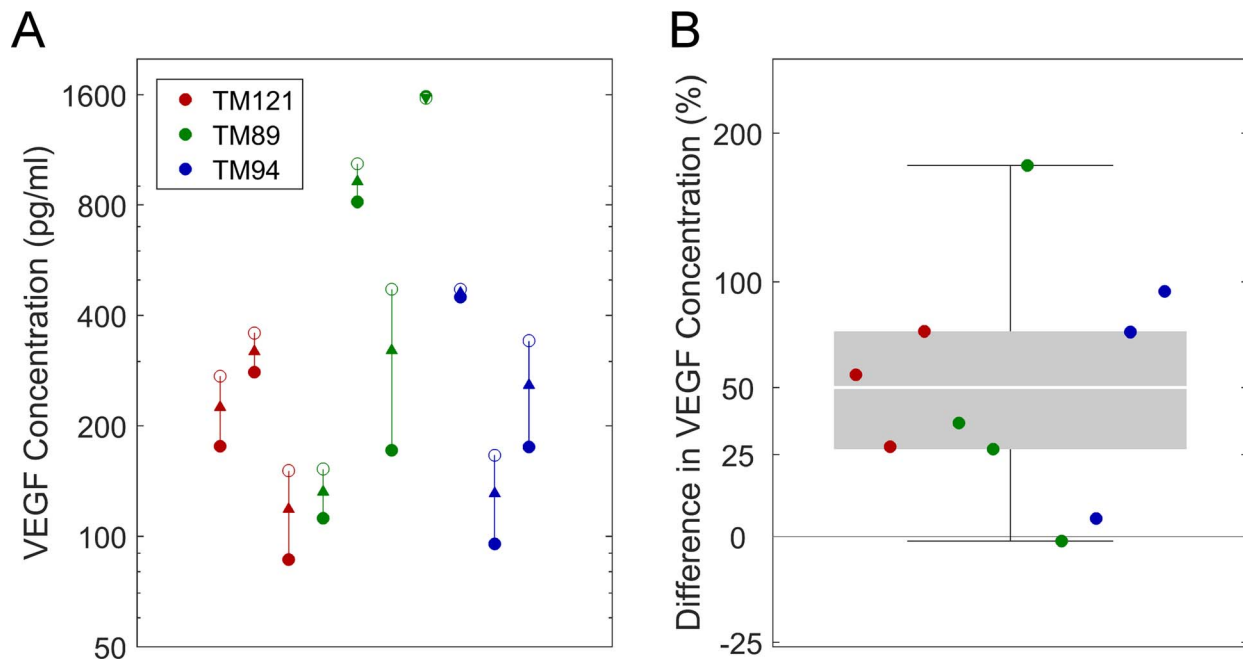 A
VEGF Concentration (pg/ml)
1600
800
400
200
100
50
TM121
TM89
TM94
B
Difference in VEGF Concentration (%)
200
100
50
25
0
-25